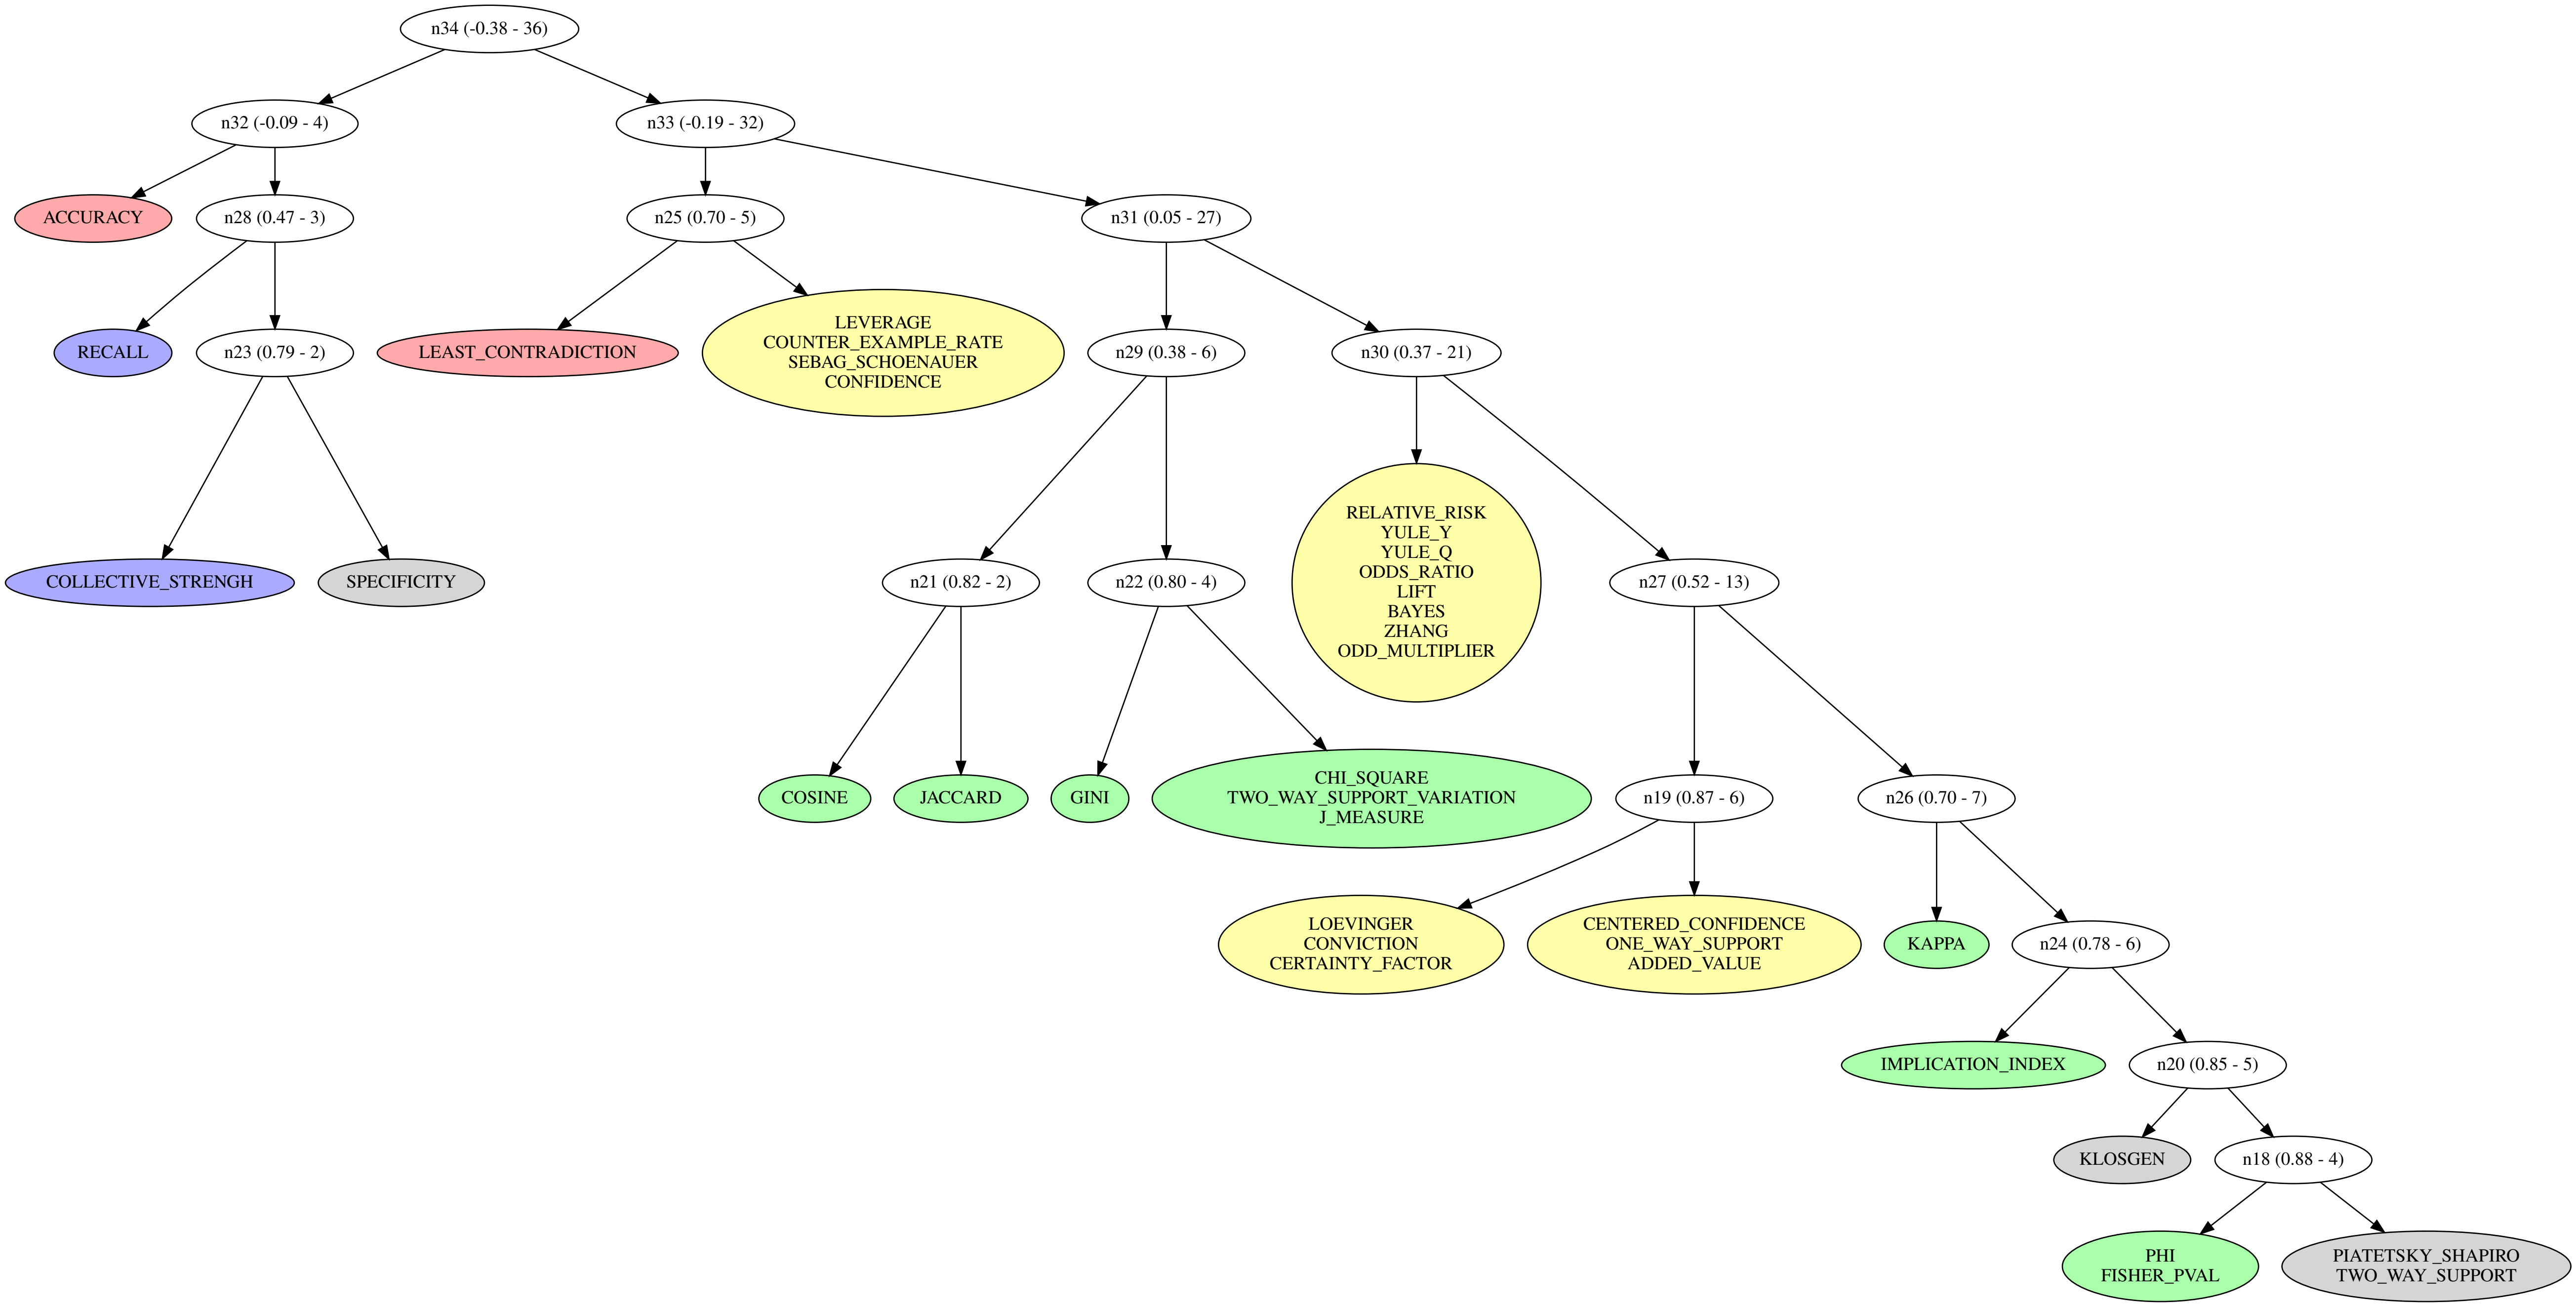 n34 (-0.38 - 36)
n32 (-0.09 - 4)
n33 (-0.19 - 32)
ACCURACY
n28 (0.47 - 3)
n25 (0.70 - 5)
n31 (0.05 - 27)
RECALL
n23 (0.79 - 2)
LEAST_CONTRADICTION
LEVERAGE
COUNTER_EXAMPLE_RATE
SEBAG_SCHOENAUER
CONFIDENCE
n29 (0.38 - 6)
n30 (0.37 - 21)
COLLECTIVE_STRENGH
SPECIFICITY
n21 (0.82 - 2)
n22 (0.80 - 4)
RELATIVE_RISK
YULE_Y
YULE_Q
ODDS_RATIO
LIFT
BAYES
ZHANG
ODD_MULTIPLIER
n27 (0.52 - 13)
COSINE
JACCARD
GINI
CHI_SQUARE
TWO_WAY_SUPPORT_VARIATION
J_MEASURE
n19 (0.87 - 6)
n26 (0.70 - 7)
LOEVINGER
CONVICTION
CERTAINTY_FACTOR
CENTERED_CONFIDENCE
ONE_WAY_SUPPORT
ADDED_VALUE
KAPPA
n24 (0.78 - 6)
IMPLICATION_INDEX
n20 (0.85 - 5)
KLOSGEN
n18 (0.88 - 4)
PHI
FISHER_PVAL
PIATETSKY_SHAPIRO
TWO_WAY_SUPPORT